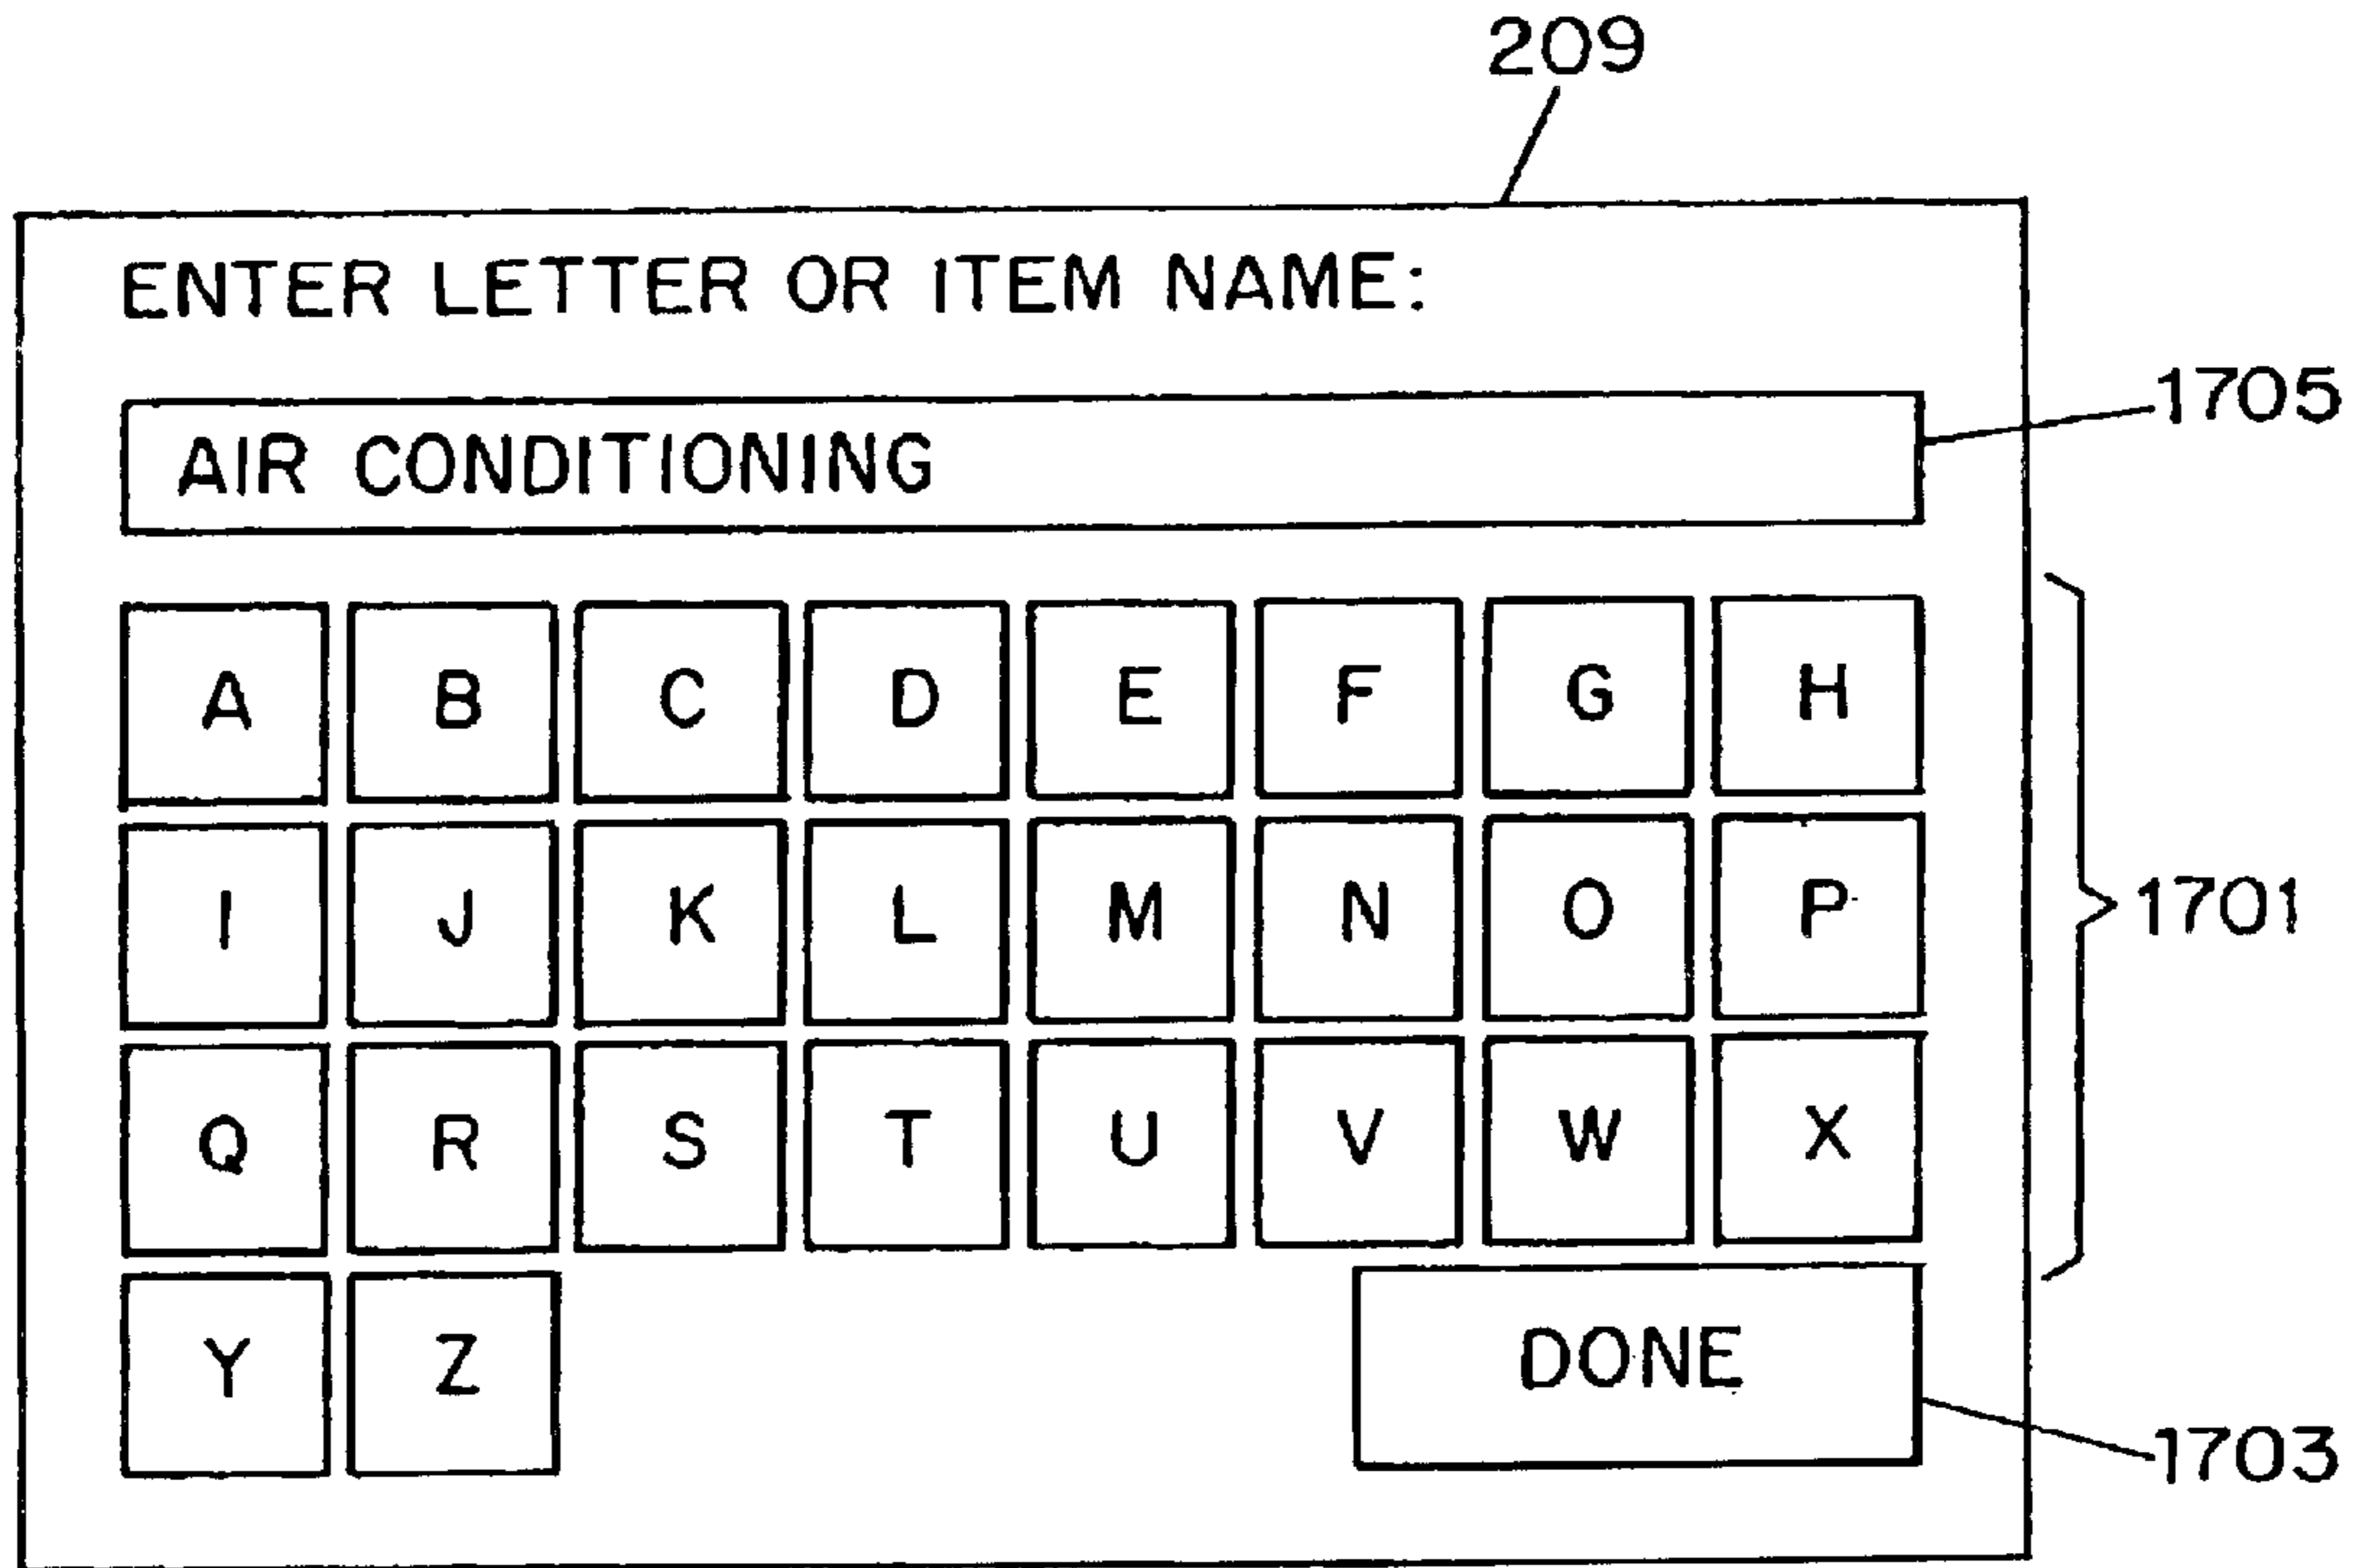 209
ENTER LETTER OR ITEM NAME:
1705
AIR CONDITIONING
A B C D E F G H
I J K L M N O P
1701
Q R S T U V W X
Y Z DONE
1703